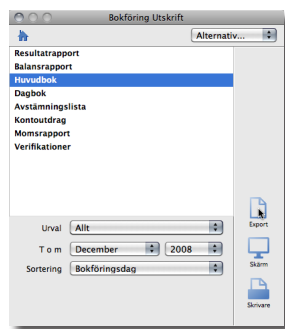 Bokföring Utskrift
Alternativ...
Resultatrapport
Balansrapport
Huvudbok
Dagbok
Avstämningslista
Kontoutdrag
Momsrapport
Verifikationer
Export
Urval Allt
T o m December 2008
Skärm
Sortering Bokföringsdag
Skrivare